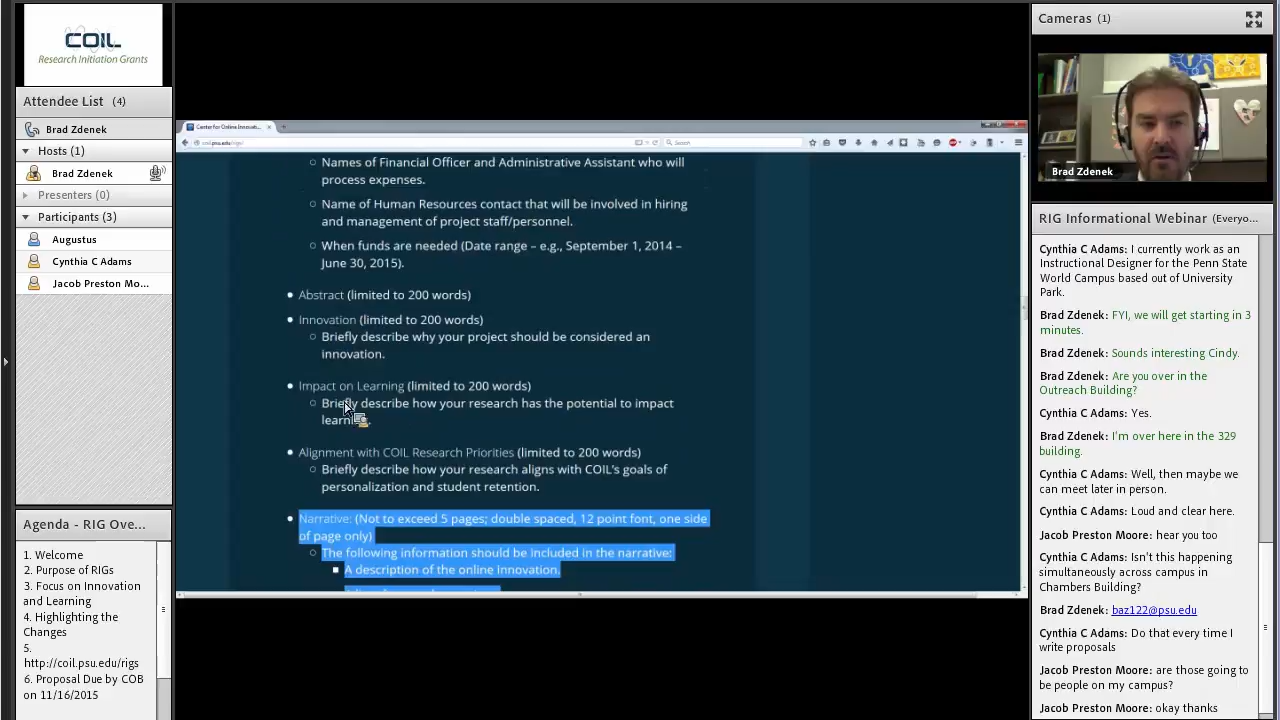 COIL
Research Initiation Grants
Attendee List (4)
Brad Zdenek
Hosts (1)
Brad Zdenek
Presenters (0)
Participants (3)
Augustus
Cynthia C Adams
Jacob Preston Mo...
Agenda - RIG Ove...
1. Welcome
2. Purpose of RIGs
3. Focus on Innovation
and Learning
4. Highlighting the
Changes
5.
http://coil.psu.edu/rigs
6. Proposal Due by COB
on 11/16/2015
Center for Online Innovati...
coil.psu.edu/rigs/
Search
Names of Financial Officer and Administrative Assistant who will
process expenses.
Name of Human Resources contact that will be involved in hiring
and management of project staff/personnel.
When funds are needed (Date range – e.g., September 1, 2014 –
June 30, 2015).
Abstract (limited to 200 words)
Innovation (limited to 200 words)
Briefly describe why your project should be considered an
innovation.
Impact on Learning (limited to 200 words)
Briefly describe how your research has the potential to impact
Alignment with COIL Research Priorities (limited to 200 words)
Briefly describe how your research aligns with COIL's goals of
personalization and student retention.
Narrative: (Not to exceed 5 pages; double spaced, 12 point font, one side
of page only)
The following information should be included in the narrative:
A description of the online Innovation.
Cameras (1)
Brad Zdenek
RIG Informational Webinar (Everyo...
Cynthia C Adams: I currently work as an
Instructional Designer for the Penn State
World Campus based out of University
Park.
Brad Zdenek: FYI, we will get starting in 3
minutes.
Brad Zdenek: Sounds interesting Cindy.
Brad Zdenek: Are you over in the
Outreach Building?
Cynthia C Adams: Yes.
Brad Zdenek: I'm over here in the 329
building.
Cynthia C Adams: Well, then maybe we
can meet later in person.
Cynthia C Adams: Loud and clear here.
Jacob Preston Moore: hear you too
Cynthia C Adams: Isn't this happening
simultaneously across campus in
Chambers Building?
Brad Zdenek: baz122@psu.edu
Cynthia C Adams: Do that every time I
write proposals
Jacob Preston Moore: are those going to
be people on my campus?
Jacob Preston Moore: okay thanks